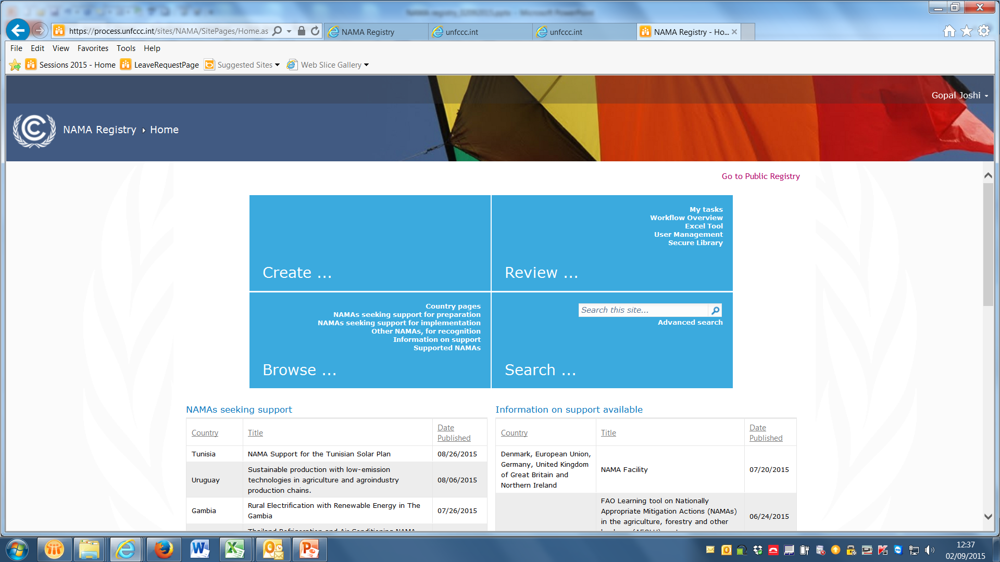 NAMA registry_02092015.pptx - Microsoft PowerPoint
https://process.unfccc.int/sites/NAMA/SitePages/Home.as
NAMA Registry
unfccc.int
unfccc.int
NAMA Registry - Ho...
File Edit View Favorites Tools Help
Sessions 2015 - Home LeaveRequestPage Suggested Sites Web Slice Gallery
Gopal Joshi
NAMA Registry Home
Go to Public Registry
Create ...
My tasks
Workflow Overview
Excel Tool
User Management
Secure Library
Review ...
Country pages
NAMAs seeking support for preparation
NAMAs seeking support for implementation
Other NAMAs, for recognition
Information on support
Supported NAMAs
Browse ...
Search this site...
Advanced search
Search ...
NAMAs seeking support
Country Title Date
Published
Tunisia NAMA Support for the Tunisian Solar Plan 08/26/2015
Uruguay Sustainable production with low-emission
technologies in agriculture and agroindustry 08/06/2015
production chains.
Gambia Rural Electrification with Renewable Energy in The
Gambia 07/26/2015
Thailand Refrigeration and Air Conditioning NAMA
Information on support available
Country Title Date
Published
Denmark, European Union,
Germany, United Kingdom NAMA Facility 07/20/2015
of Great Britain and
Northern Ireland
FAO Learning tool on Nationally
Appropriate Mitigation Actions (NAMAs)
in the agriculture, forestry and other 06/24/2015
12:37
02/09/2015